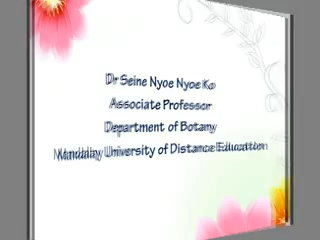 Dr Seine Nyoe Nyoe Ko
Associate Professor
Department of Botany
Mandalay University of Distance Education